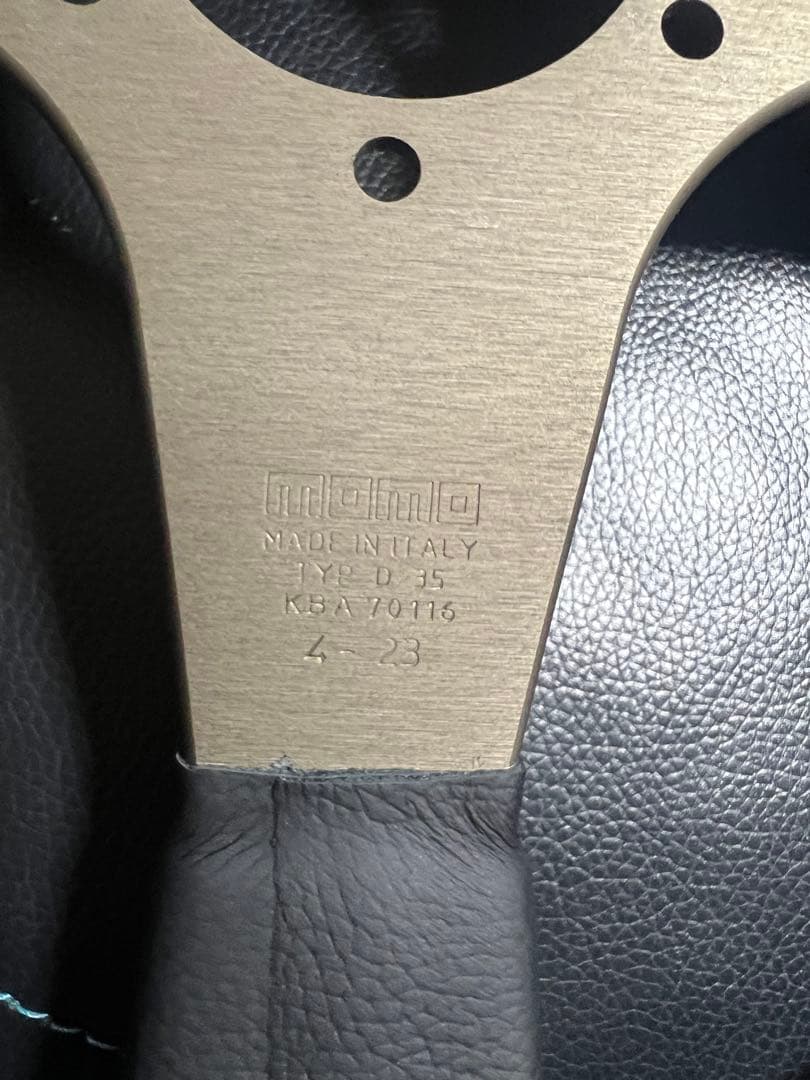 momo
MADE IN ITALY
TYP D 35
KBA 70116
4-23